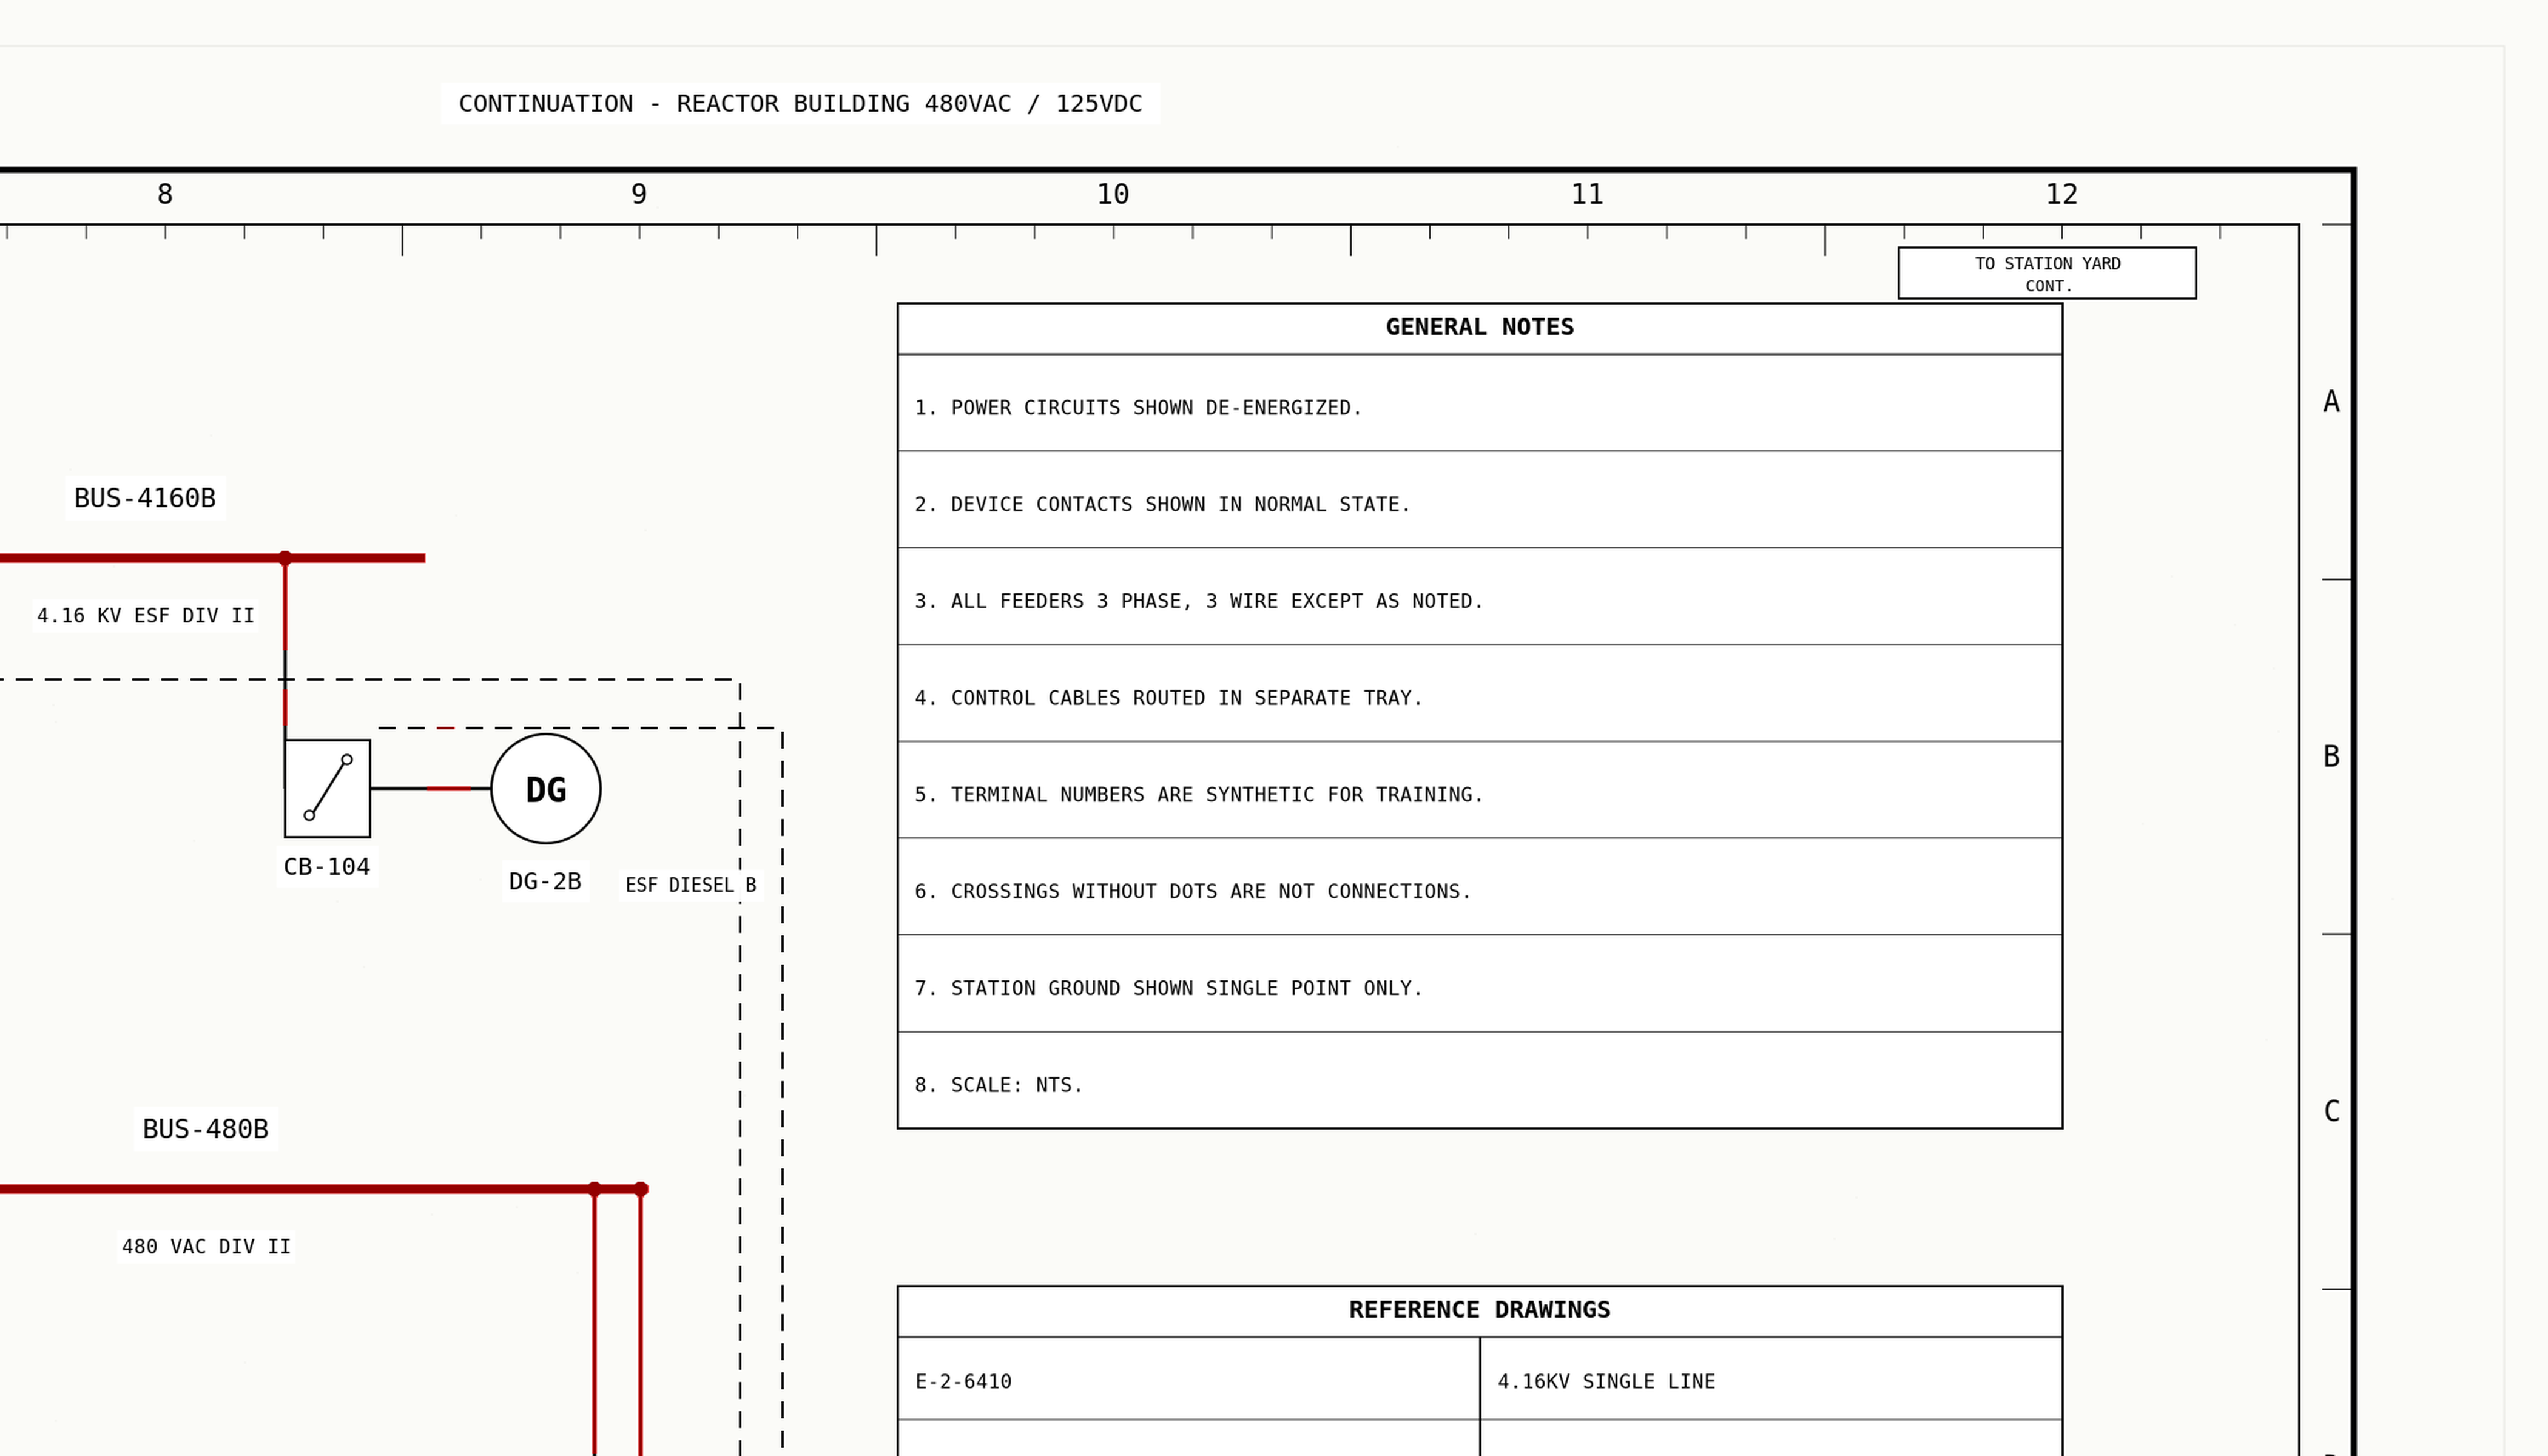 CONTINUATION - REACTOR BUILDING 480VAC / 125VDC
8 9 10 11 12
TO STATION YARD
CONT.
GENERAL NOTES
1. POWER CIRCUITS SHOWN DE-ENERGIZED.
2. DEVICE CONTACTS SHOWN IN NORMAL STATE.
3. ALL FEEDERS 3 PHASE, 3 WIRE EXCEPT AS NOTED.
4. CONTROL CABLES ROUTED IN SEPARATE TRAY.
5. TERMINAL NUMBERS ARE SYNTHETIC FOR TRAINING.
6. CROSSINGS WITHOUT DOTS ARE NOT CONNECTIONS.
7. STATION GROUND SHOWN SINGLE POINT ONLY.
8. SCALE: NTS.
A
B
C
BUS-4160B
4.16 KV ESF DIV II
DG
CB-104
DG-2B
ESF DIESEL B
BUS-480B
480 VAC DIV II
REFERENCE DRAWINGS
E-2-6410 4.16KV SINGLE LINE